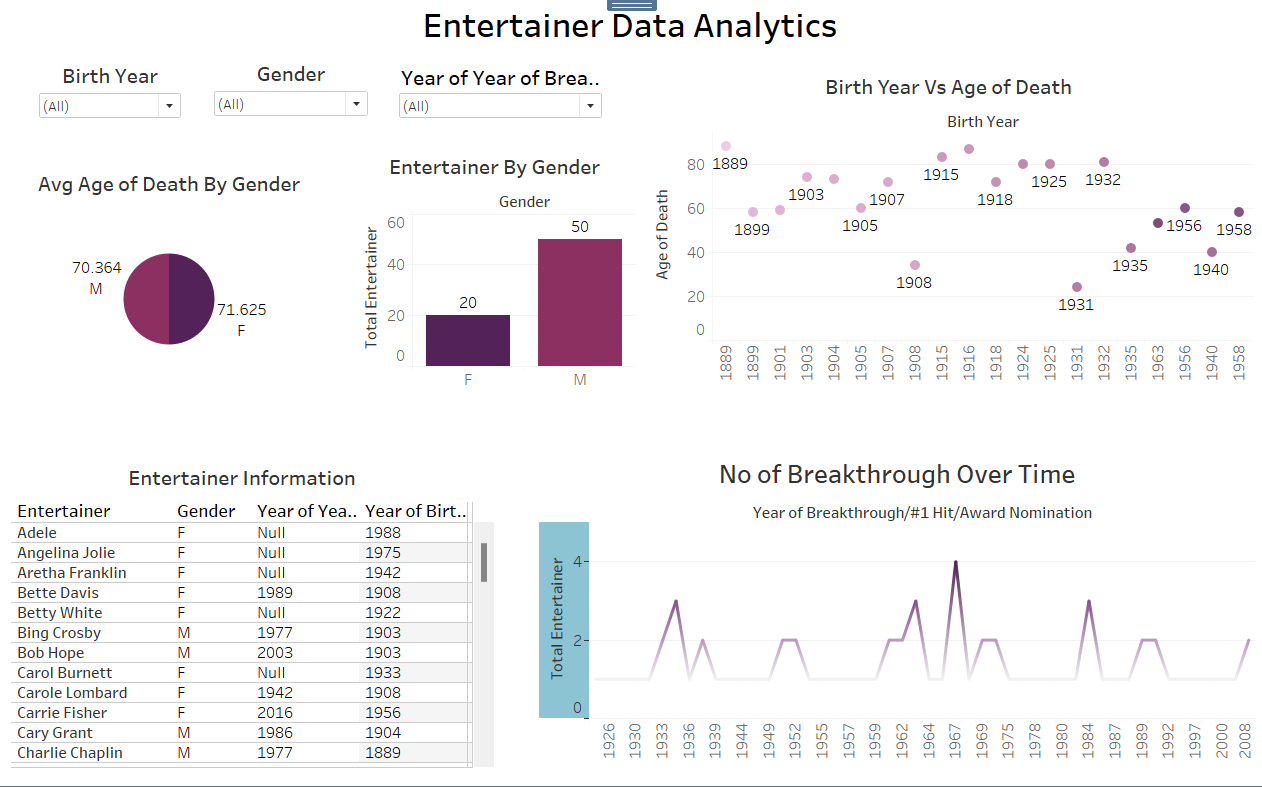 Entertainer Data Analytics
Birth Year
Gender
Year of Year of Brea..
(All)
(All)
(All)
Avg Age of Death By Gender
70.364
M
71.625
F
Entertainer By Gender
Gender
Total Entertainer
60
40
20
0
20
50
F
M
Birth Year Vs Age of Death
Birth Year
Age of Death
80
60
40
20
0
1889
1899
1903
1905
1907
1908
1915
1918
1925
1931
1932
1935
1956
1940
1958
1889
1899
1901
1903
1904
1905
1907
1908
1915
1916
1918
1924
1925
1931
1932
1935
1963
1956
1940
1958
Entertainer Information
Entertainer Gender Year of Yea.. Year of Birt..
Adele F Null 1988
Angelina Jolie F Null 1975
Aretha Franklin F Null 1942
Bette Davis F 1989 1908
Betty White F Null 1922
Bing Crosby M 1977 1903
Bob Hope M 2003 1903
Carol Burnett F Null 1933
Carole Lombard F 1942 1908
Carrie Fisher F 2016 1956
Cary Grant M 1986 1904
Charlie Chaplin M 1977 1889
No of Breakthrough Over Time
Year of Breakthrough/#1 Hit/Award Nomination
Total Entertainer
4
2
0
1926
1930
1933
1936
1939
1944
1949
1952
1955
1957
1959
1962
1964
1967
1969
1975
1978
1980
1984
1987
1989
1992
1997
2000
2008